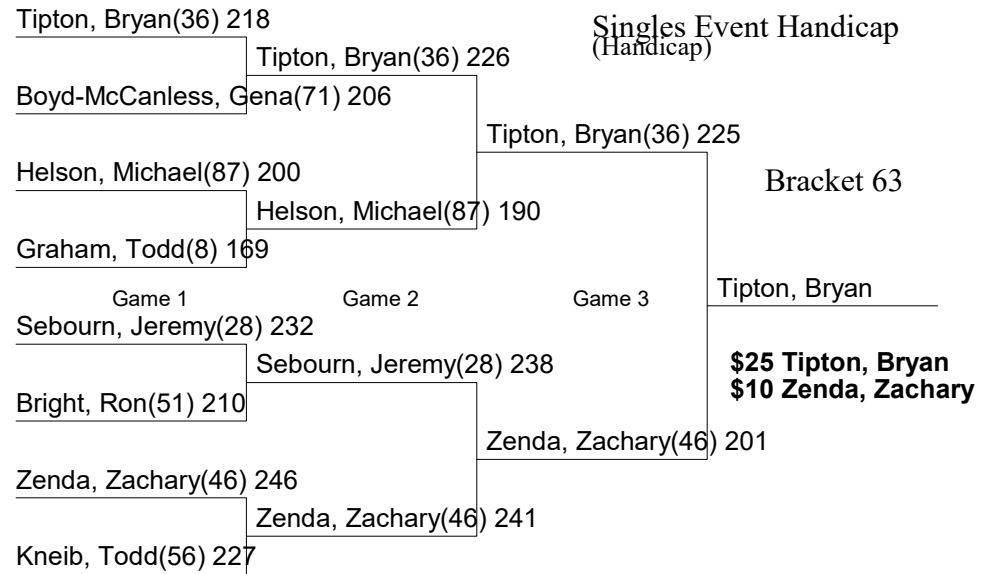 Tipton, Bryan(36) 218
Singles Event Handicap
(Handicap)
Tipton, Bryan(36) 226
Boyd-McCanless, Gena(71) 206
Tipton, Bryan(36) 225
Helson, Michael(87) 200
Bracket 63
Helson, Michael(87) 190
Graham, Todd(8) 169
Game 1
Game 2
Game 3
Tipton, Bryan
Sebourn, Jeremy(28) 232
Sebourn, Jeremy(28) 238
$25 Tipton, Bryan
$10 Zenda, Zachary
Bright, Ron(51) 210
Zenda, Zachary(46) 201
Zenda, Zachary(46) 246
Zenda, Zachary(46) 241
Kneib, Todd(56) 227